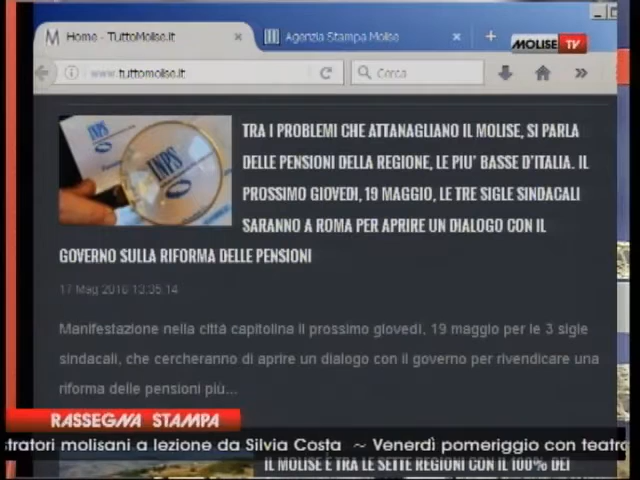 Home - TuttoMolise.it
Agenzia Stampa Molise
MOLISE TV
www.tuttomolise.it
Cerca
INPS
INPS
TRA I PROBLEMI CHE ATTANAGLIANO IL MOLISE, SI PARLA
DELLE PENSIONI DELLA REGIONE, LE PIU' BASSE D'ITALIA. IL
PROSSIMO GIOVEDI, 19 MAGGIO, LE TRE SIGLE SINDACALI
SARANNO A ROMA PER APRIRE UN DIALOGO CON IL
GOVERNO SULLA RIFORMA DELLE PENSIONI
17 Mag 2016 13:35:14
Manifestazione nella città capitolina il prossimo giovedì, 19 maggio per le 3 sigle
sindacali, che cercheranno di aprire un dialogo con il governo per rivendicare una
riforma delle pensioni più...
RASSEGNA STAMPA
stratori molisani a lezione da Silvia Costa ~ Venerdì pomeriggio con teatro
IL MOLISE È TRA LE SETTE REGIONI CON IL 100% DEI